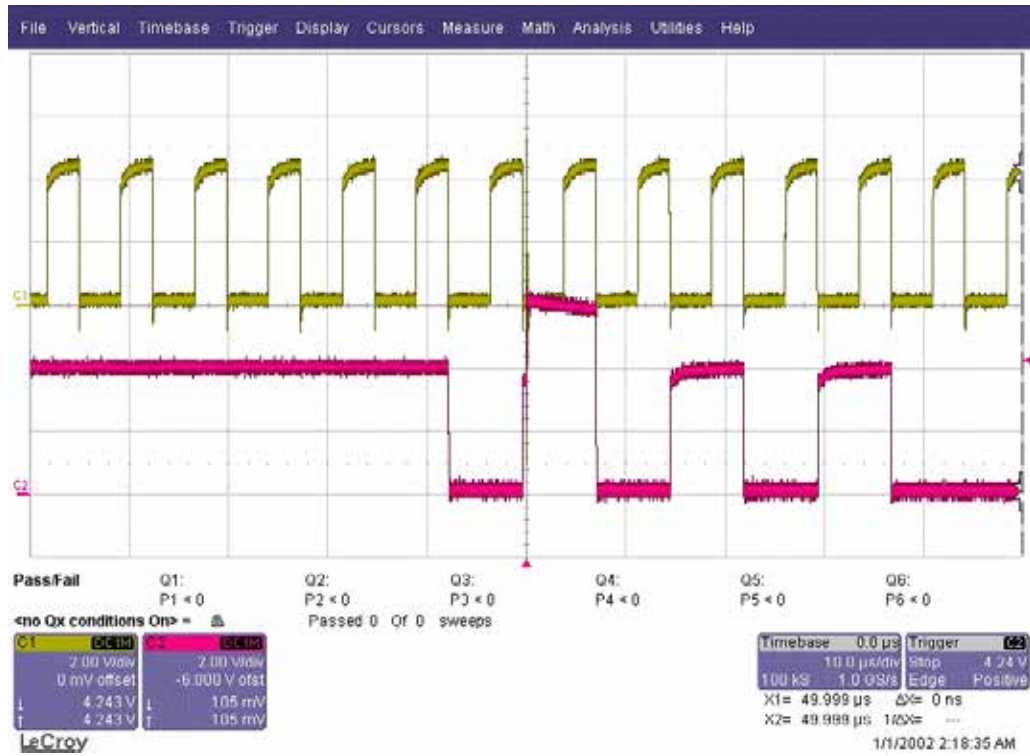 File Vertical Timebase Trigger Display Cursors Measure Math Analysis Utilities Help
C1
C2
Pass/Fail Q1: Q2: Q3: Q4: Q5: Q6:
P1 < 0 P2 < 0 P3 < 0 P4 < 0 P5 < 0 P6 < 0
<no Qx conditions On> = Passed 0 Of 0 sweeps
C1 DC1M
2.00 V/div
0 mV offset
4.243 V
4.243 V
C2
2.00 V/div
-6.000 V ofst
105 mV
105 mV
Timebase 0.0 µs
10.0 µs/div
100 kS 1.0 GS/s
Trigger C2
Stop 4.24 V
Edge Positive
X1= 49.999 µs ΔX= 0 ns
X2= 49.999 µs 1/ΔX= ---
LeCroy
1/1/2002 2:18:35 AM